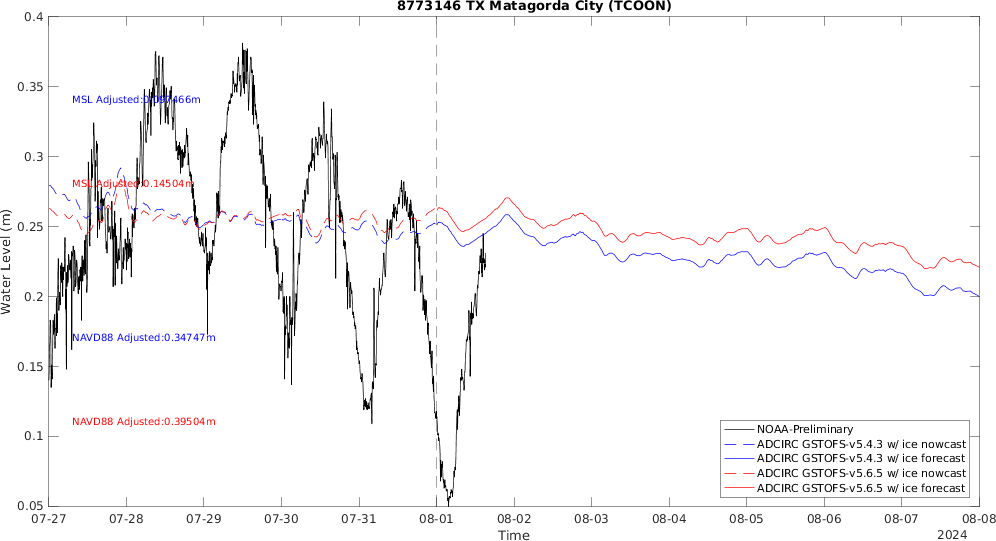 8773146 TX Matagorda City (TCOON)
0.4
0.35
0.3
0.25
0.2
0.15
0.1
0.05
Water Level (m)
MSL Adjusted:0.097466m
MSL Adjusted:0.14504m
NAVD88 Adjusted:0.34747m
NAVD88 Adjusted:0.39504m
NOAA-Preliminary
ADCIRC GSTOFS-v5.4.3 w/ ice nowcast
ADCIRC GSTOFS-v5.4.3 w/ ice forecast
ADCIRC GSTOFS-v5.6.5 w/ ice nowcast
ADCIRC GSTOFS-v5.6.5 w/ ice forecast
07-27 07-28 07-29 07-30 07-31 08-01 08-02 08-03 08-04 08-05 08-06 08-07 08-08
Time
2024